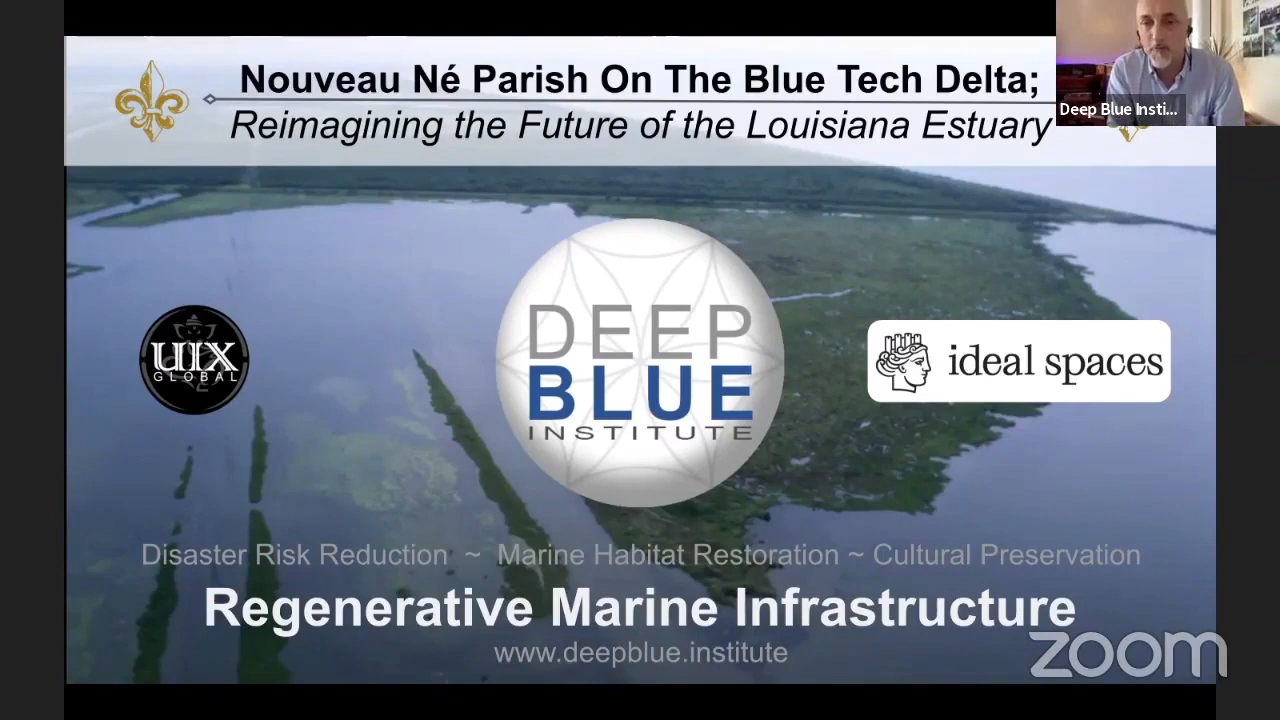 Nouveau Né Parish On The Blue Tech Delta;
Reimagining the Future of the Louisiana Estuary
Deep Blue Insti...
UIX
GLOBAL
DEEP
BLUE
INSTITUTE
ideal spaces
Disaster Risk Reduction ~ Marine Habitat Restoration ~ Cultural Preservation
Regenerative Marine Infrastructure
www.deepblue.institute
zoom